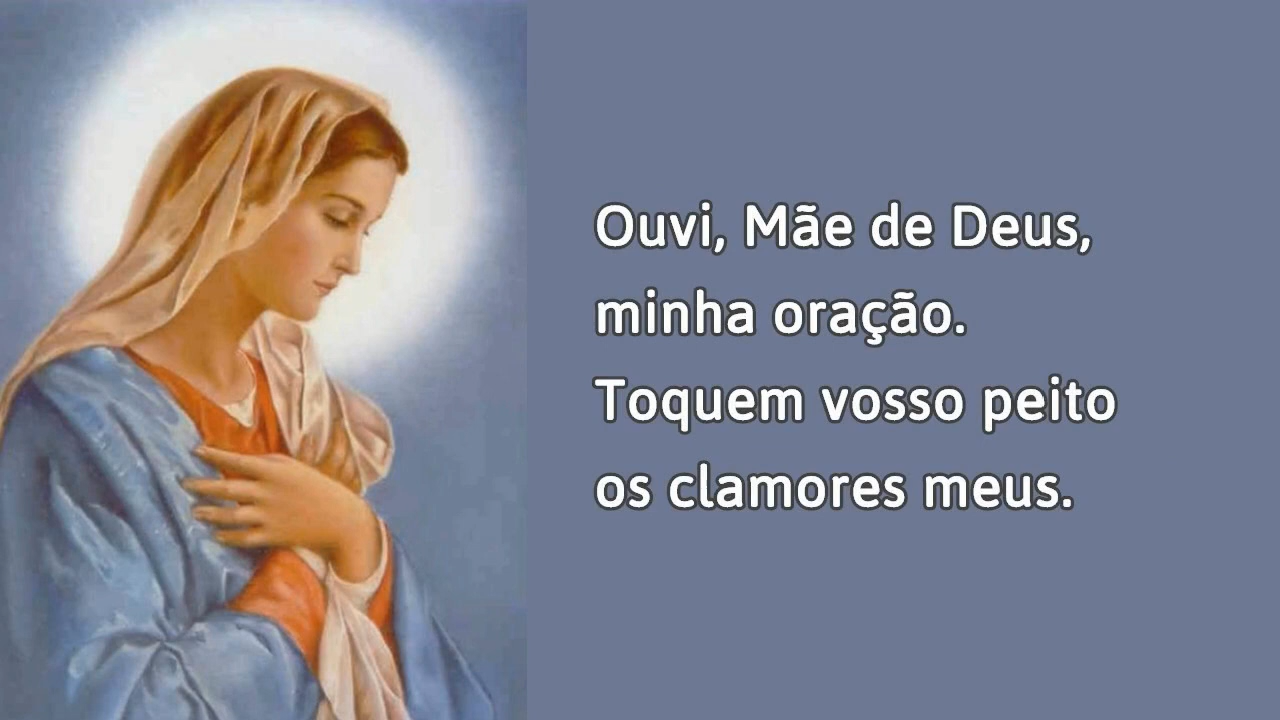 Ouvi, Mãe de Deus,
minha oração.
Toquem vosso peito
os clamores meus.